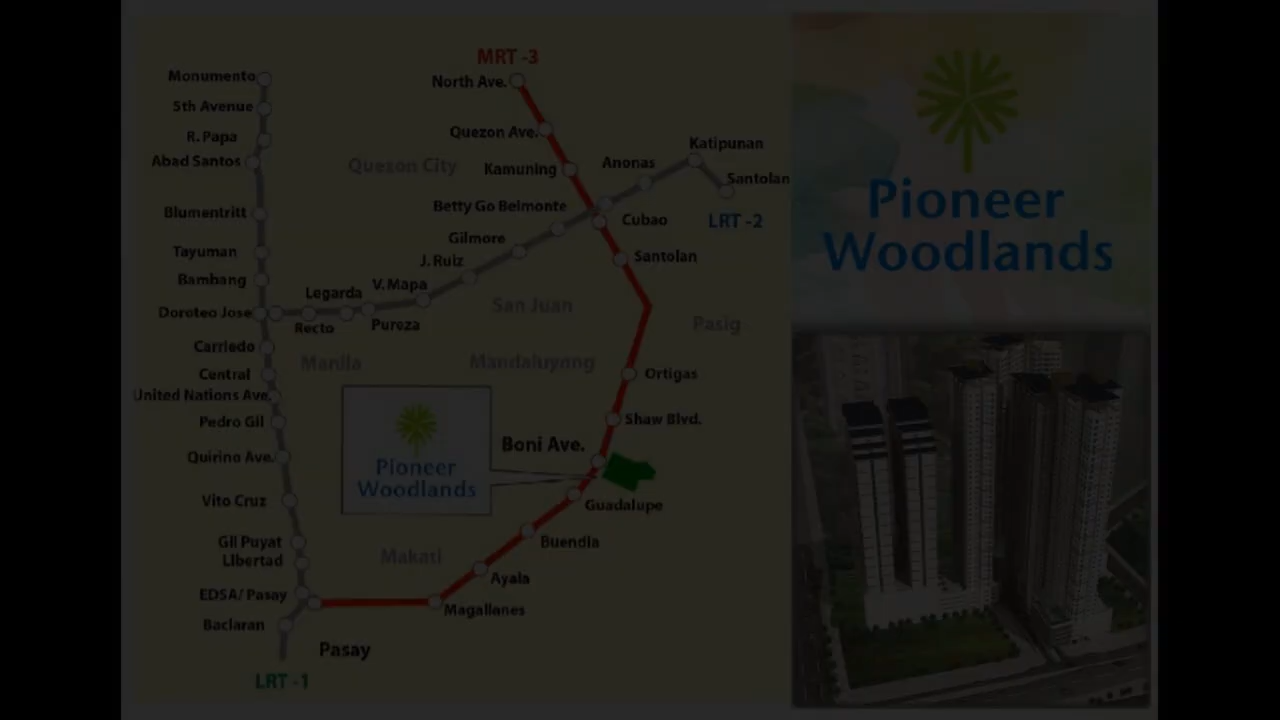 MRT -3
North Ave.
Quezon Ave.
Kamuning
Quezon City
Anonas
Katipunan
Santolan
Betty Go Belmonte
Cubao
LRT -2
Gilmore
Santolan
J. Ruiz
V. Mapa
Legarda
San Juan
Recto
Pureza
Pasig
Monumento
5th Avenue
R. Papa
Abad Santos
Blumentritt
Tayuman
Bambang
Doroteo Jose
Carriedo
Central
United Nations Ave.
Pedro Gil
Quirino Ave.
Vito Cruz
Gil Puyat
Libertad
EDSA/ Pasay
Baclaran
LRT -1
Manila
Mandaluynng
Ortigas
Shaw Blvd.
Boni Ave.
Pioneer
Woodlands
Guadalupe
Buendia
Makati
Ayala
Magallanes
Pasay
Pioneer
Woodlands